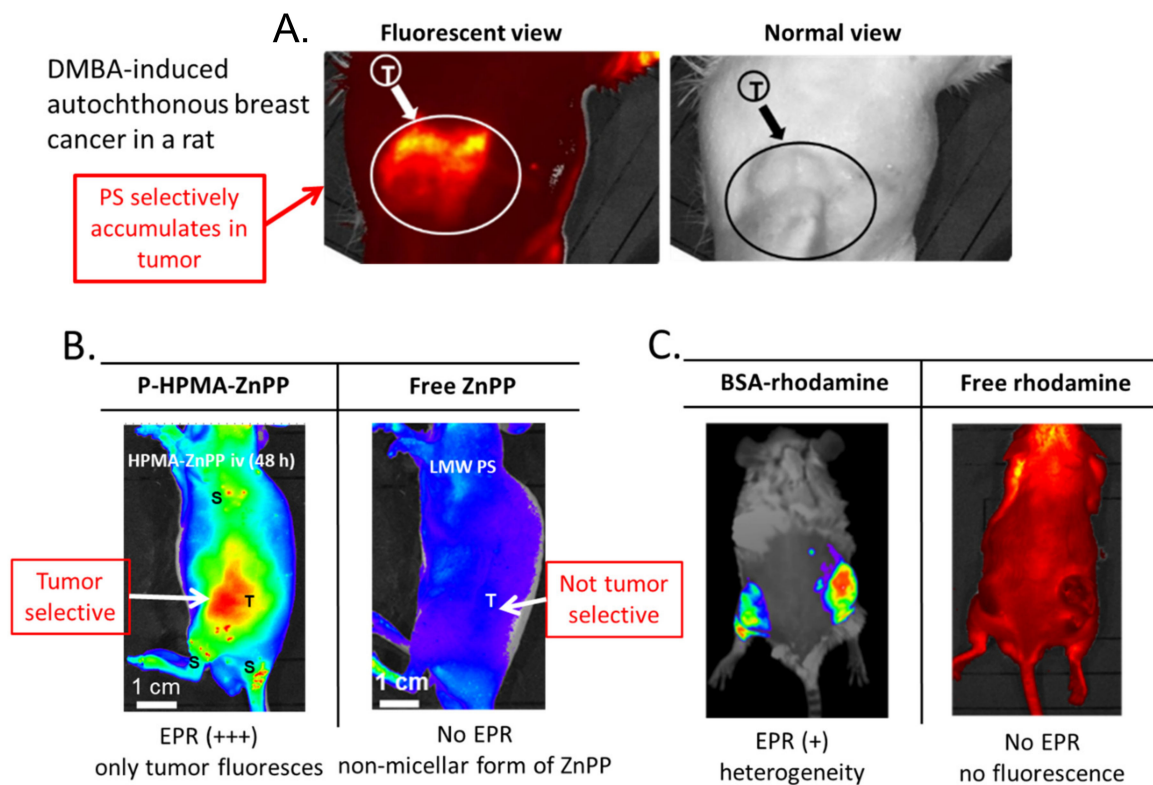 A.
Fluorescent view
Normal view
DMBA-induced
autochthonous breast
cancer in a rat
T
T
PS selectively
accumulates in
tumor
B.
P-HPMA-ZnPP
Free ZnPP
HPMA-ZnPP iv (48 h)
S
T
S
S
1 cm
LMW PS
T
1 cm
Tumor
selective
Not tumor
selective
EPR (+++)
only tumor fluoresces
No EPR
non-micellar form of ZnPP
C.
BSA-rhodamine
Free rhodamine
EPR (+)
heterogeneity
No EPR
no fluorescence